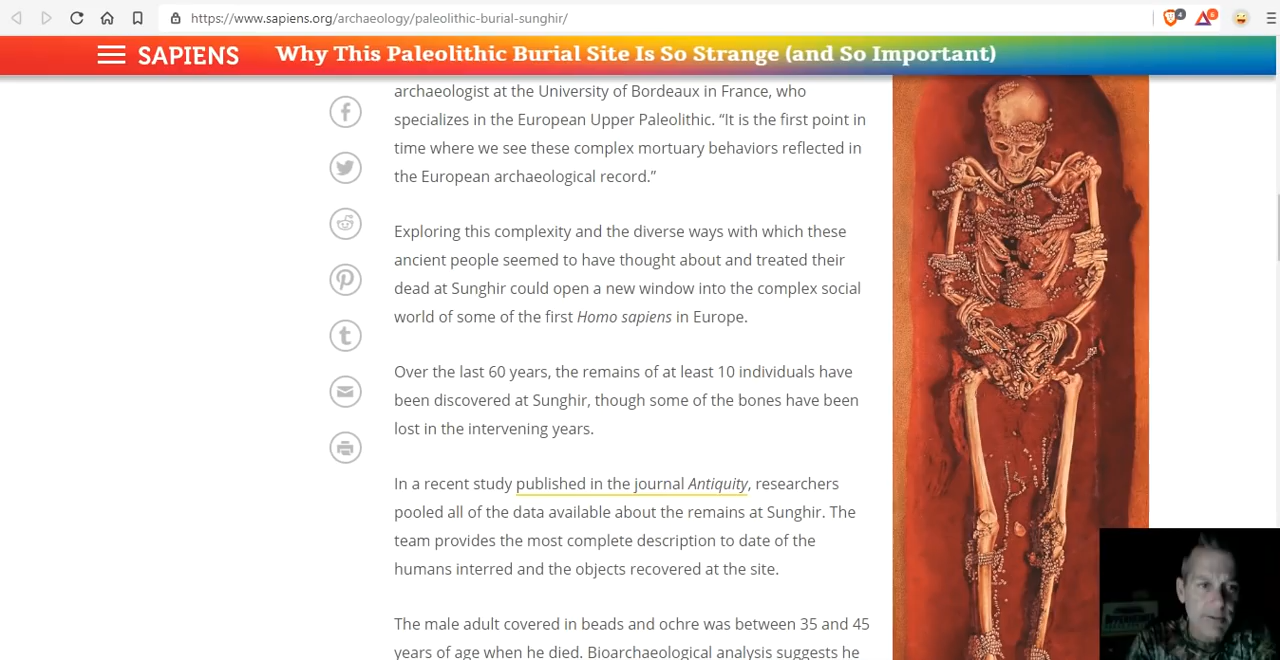 https://www.sapiens.org/archaeology/paleolithic-burial-sunghir/
4
6
SAPIENS
Why This Paleolithic Burial Site Is So Strange (and So Important)
archaeologist at the University of Bordeaux in France, who
specializes in the European Upper Paleolithic. “It is the first point in
time where we see these complex mortuary behaviors reflected in
the European archaeological record.”
Exploring this complexity and the diverse ways with which these
ancient people seemed to have thought about and treated their
dead at Sunghir could open a new window into the complex social
world of some of the first Homo sapiens in Europe.
Over the last 60 years, the remains of at least 10 individuals have
been discovered at Sunghir, though some of the bones have been
lost in the intervening years.
In a recent study published in the journal Antiquity, researchers
pooled all of the data available about the remains at Sunghir. The
team provides the most complete description to date of the
humans interred and the objects recovered at the site.
The male adult covered in beads and ochre was between 35 and 45
years of age when he died. Bioarchaeological analysis suggests he